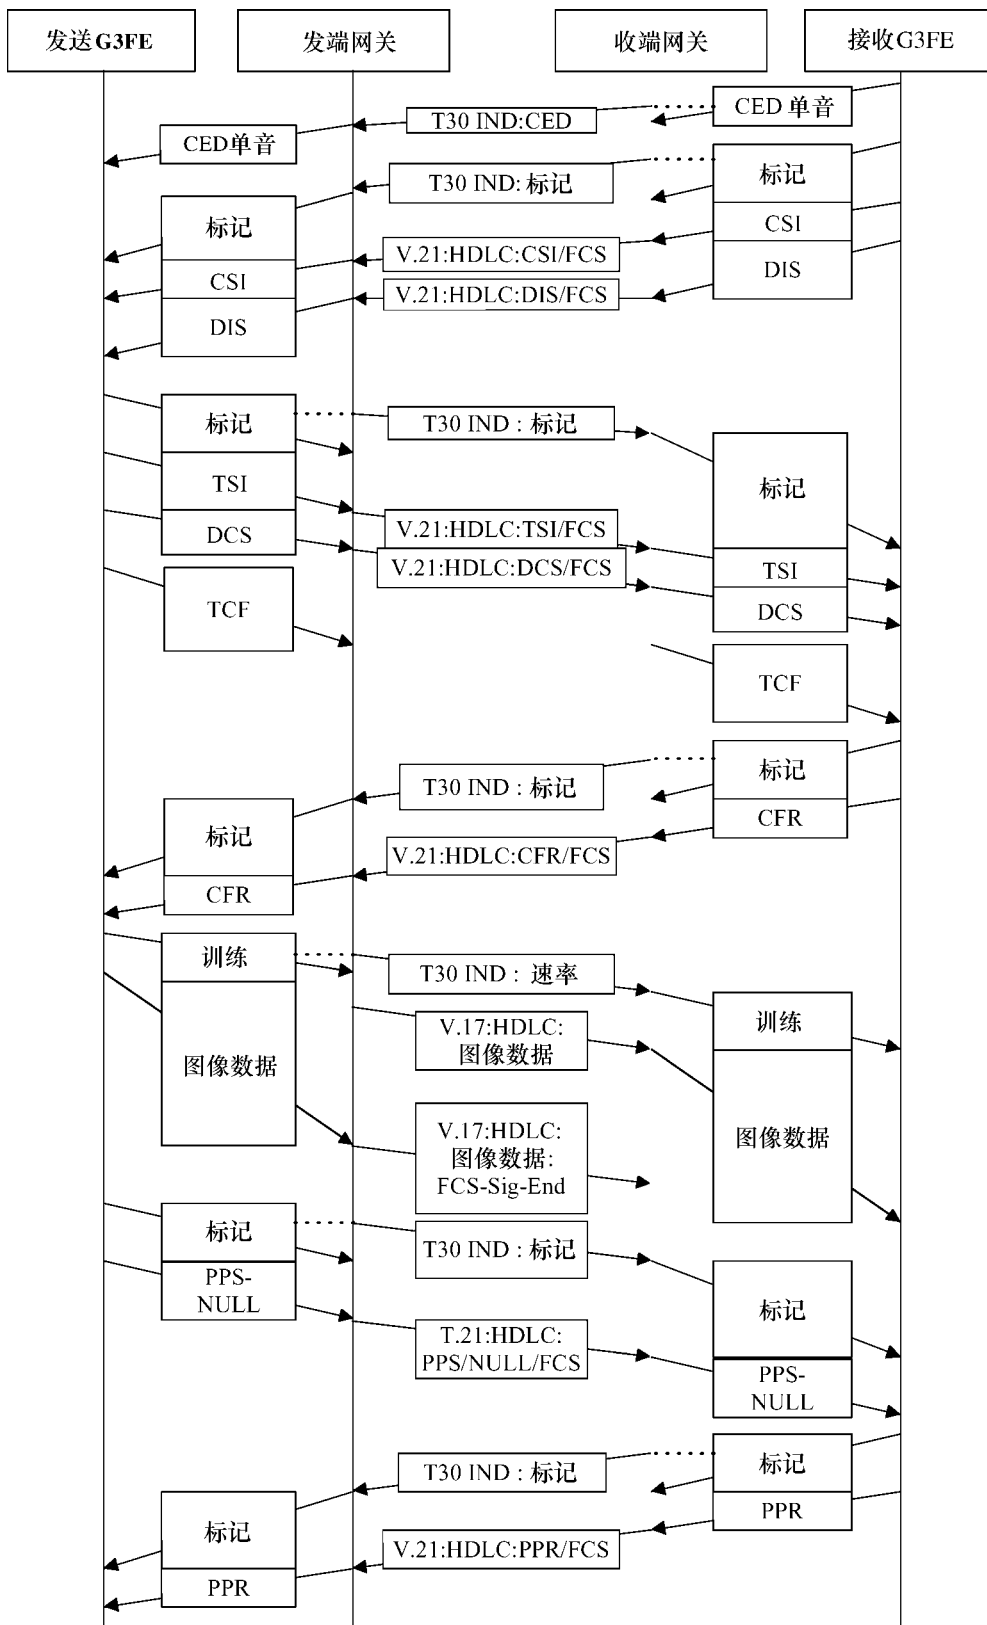 发送G3FE
发端网关
收端网关
接收G3FE
CED 单音
T30 IND:CED
CED单音
标记
T30 IND: 标记
标记
CSI
V.21:HDLC:CSI/FCS
CSI
DIS
V.21:HDLC:DIS/FCS
DIS
标记
T30 IND : 标记
标记
TSI
V.21:HDLC:TSI/FCS
DCS
V.21:HDLC:DCS/FCS
TSI
TCF
DCS
TCF
标记
T30 IND : 标记
标记
CFR
V.21:HDLC:CFR/FCS
CFR
训练
T30 IND : 速率
训练
V.17:HDLC:
图像数据
图像数据
图像数据
V.17:HDLC:
图像数据:
FCS-Sig-End
标记
T30 IND : 标记
标记
PPS-
NULL
T.21:HDLC:
PPS/NULL/FCS
PPS-
NULL
标记
T30 IND : 标记
标记
PPR
V.21:HDLC:PPR/FCS
PPR